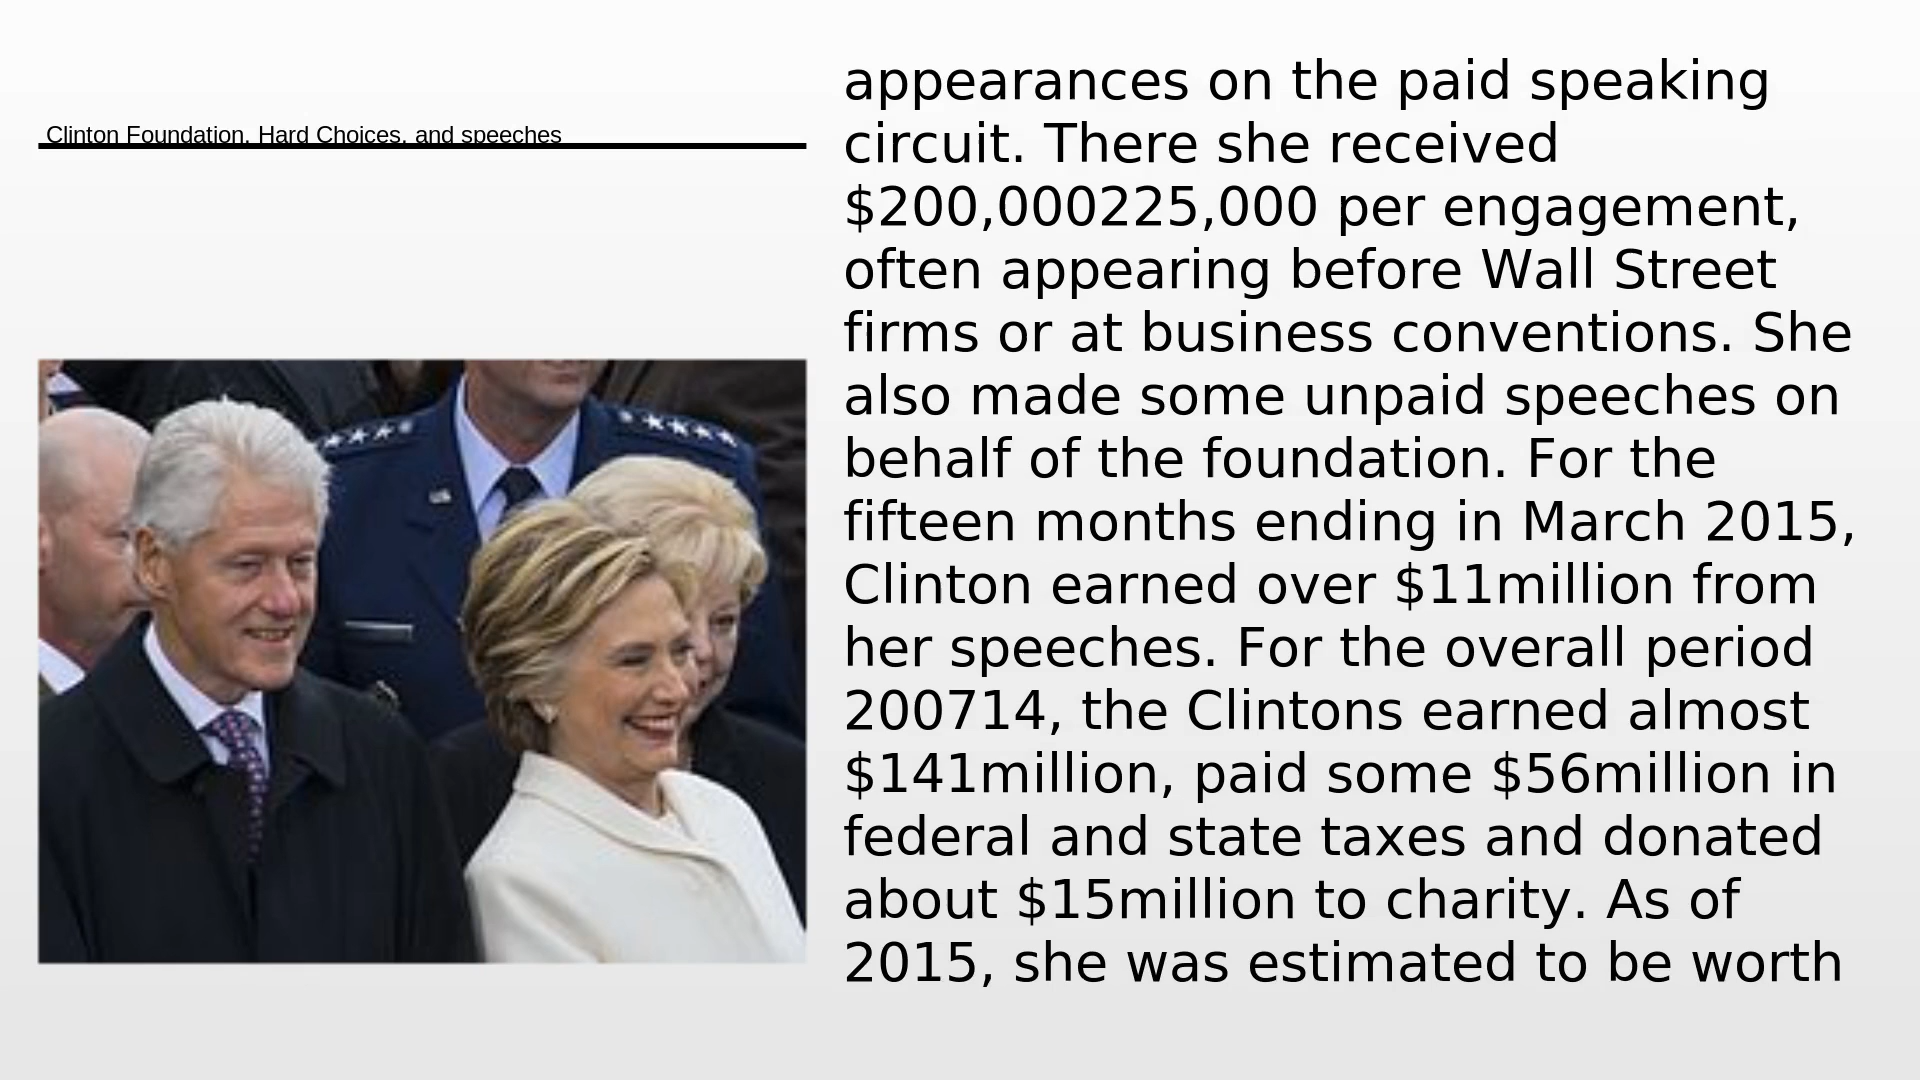 Clinton Foundation, Hard Choices, and speeches
appearances on the paid speaking
circuit. There she received
$200,000225,000 per engagement,
often appearing before Wall Street
firms or at business conventions. She
also made some unpaid speeches on
behalf of the foundation. For the
fifteen months ending in March 2015,
Clinton earned over $11million from
her speeches. For the overall period
200714, the Clintons earned almost
$141million, paid some $56million in
federal and state taxes and donated
about $15million to charity. As of
2015, she was estimated to be worth